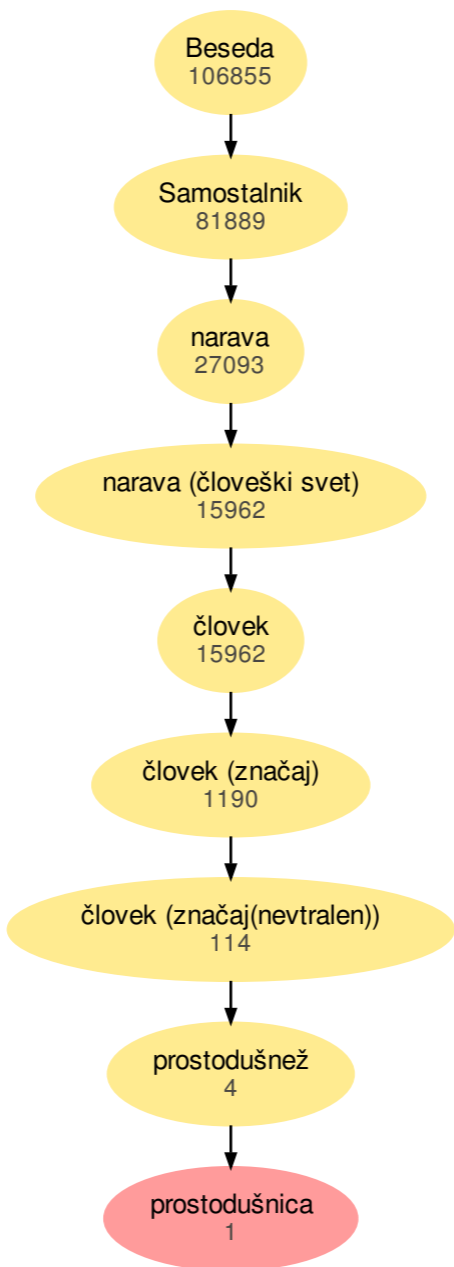 Beseda
106855
Samostalnik
81889
narava
27093
narava (človeški svet)
15962
človek
15962
človek (značaj)
1190
človek (značaj(nevtralen))
114
prostodušnež
4
prostodušnica
1